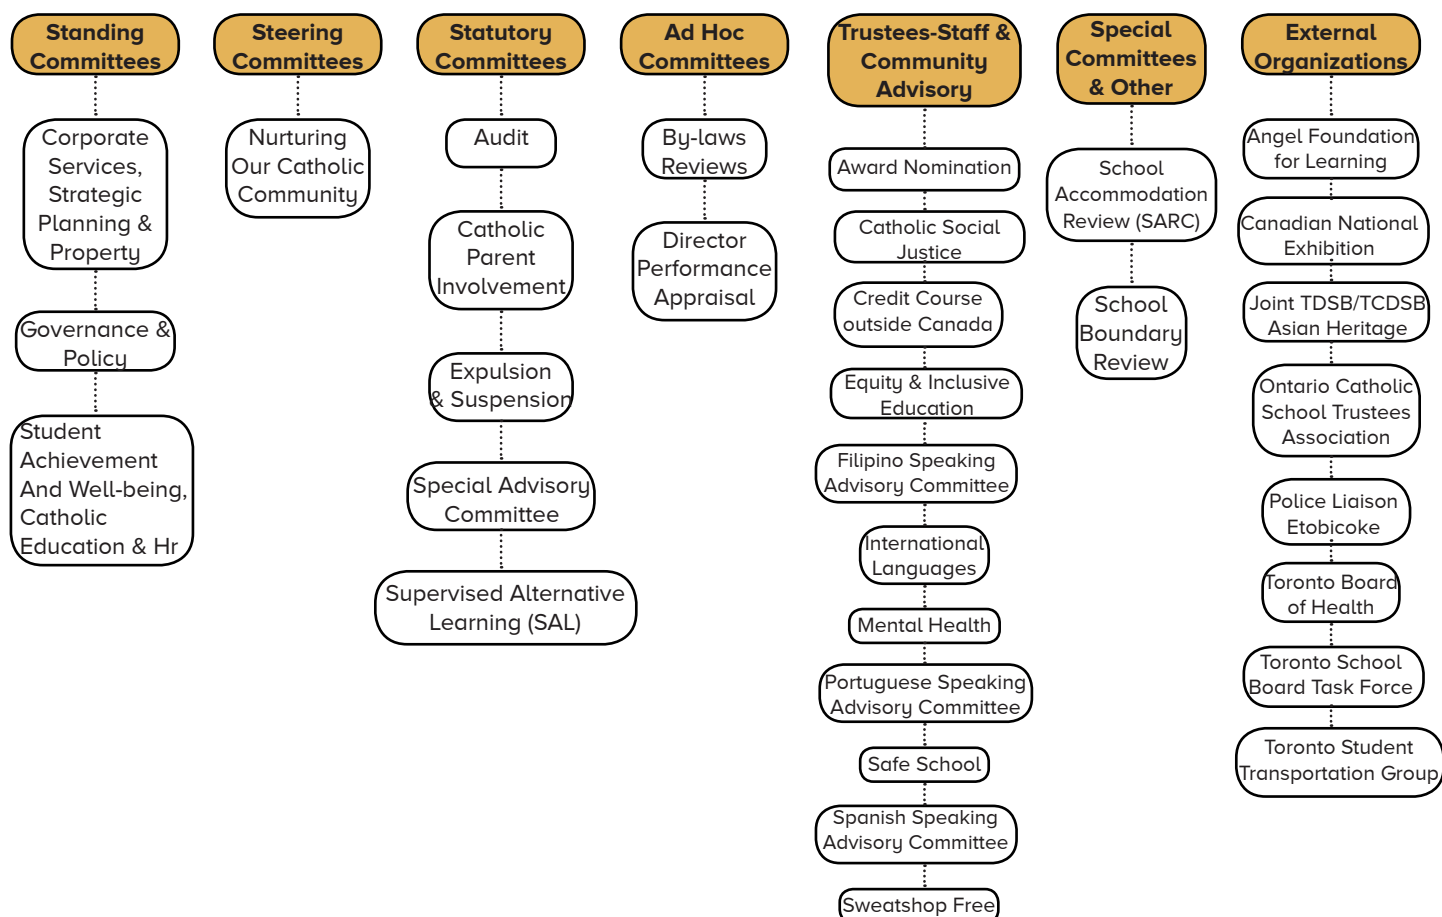 Standing
Committees
Corporate
Services,
Strategic
Planning &
Property
Governance &
Policy
Student
Achievement
And Well-being,
Catholic
Education & Hr
Steering
Committees
Nurturing
Our Catholic
Community
Statutory
Committees
Audit
Catholic
Parent
Involvement
Expulsion
& Suspension
Special Advisory
Committee
Supervised Alternative
Learning (SAL)
Ad Hoc
Committees
By-laws
Reviews
Director
Performance
Appraisal
Trustees-Staff &
Community
Advisory
Award Nomination
Catholic Social
Justice
Credit Course
outside Canada
Equity & Inclusive
Education
Filipino Speaking
Advisory Committee
International
Languages
Mental Health
Portuguese Speaking
Advisory Committee
Safe School
Spanish Speaking
Advisory Committee
Sweatshop Free
Special
Committees
& Other
School
Accommodation
Review (SARC)
School
Boundary
Review
External
Organizations
Angel Foundation
for Learning
Canadian National
Exhibition
Joint TDSB/TCDSB
Asian Heritage
Ontario Catholic
School Trustees
Association
Police Liaison
Etobicoke
Toronto Board
of Health
Toronto School
Board Task Force
Toronto Student
Transportation Group